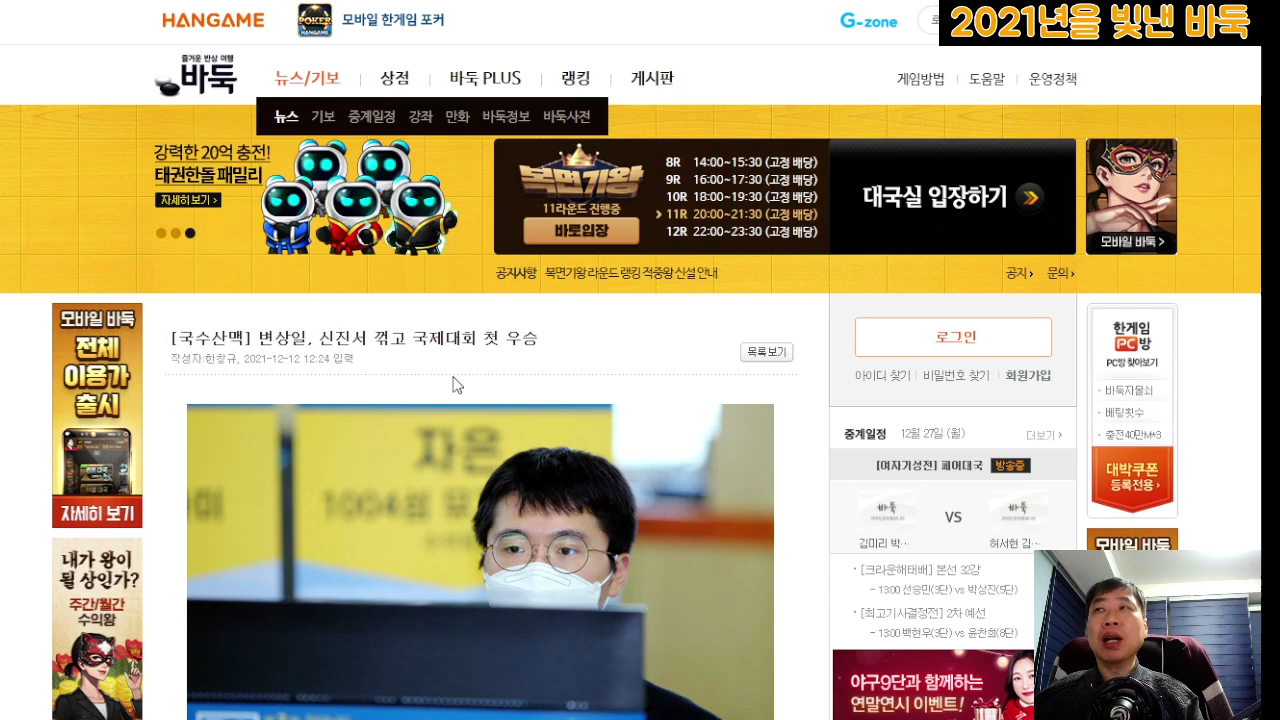 HANGAME
POKER
HANGAME
모바일 한게임 포커
G-zone
2021년을 빛낸 바둑
즐거운 반상 여행
바둑
뉴스/기보
상점
바둑 PLUS
랭킹
게시판
게임방법
도움말
운영정책
뉴스
기보
중계일정
강좌
만화
바둑정보
바둑사전
강력한 20억 충전!
태권한돌 패밀리
자세히보기 >
복면기왕
11라운드 진행중
바로입장
8R 14:00~15:30 (고정 배당)
9R 16:00~17:30 (고정 배당)
10R 18:00~19:30 (고정 배당)
> 11R 20:00~21:30 (고정 배당)
12R 22:00~23:30 (고정 배당)
대국실 입장하기
모바일 바둑 >
공지사항 복면기왕 라운드 랭킹 적중왕 신설 안내
공지 >
문의 >
모바일 바둑
전체
이용가
출시
자세히 보기
내가 왕이
될 상인가?
주간/월간
수익왕
[국수산맥] 변상일, 신진서 꺾고 국제대회 첫 우승
작성자:한창규, 2021-12-12 12:24 입력
목록보기
자은
1004섬
로그인
아이디 찾기
비밀번호 찾기
회원가입
중계일정 12월 27일 (월)
더보기 >
[여자기성전] 페어대국 방송중
바둑
VS
바둑
김미리 박···
허서현 김···
· [크라운해태배] 본선 32강
- 13:00 선승민(3단) vs 박상진(5단)
· [최고기사결정전] 2차 예선
- 13:00 백현우(3단) vs 윤찬희(8단)
야구9단과 함께하는
연말연시 이벤트!
한게임
PC방
PC방 찾아보기
· 바둑자물쇠
· 베팅횟수
· 충전40만M*3
대박쿠폰
등록전용 >
모바일 바둑